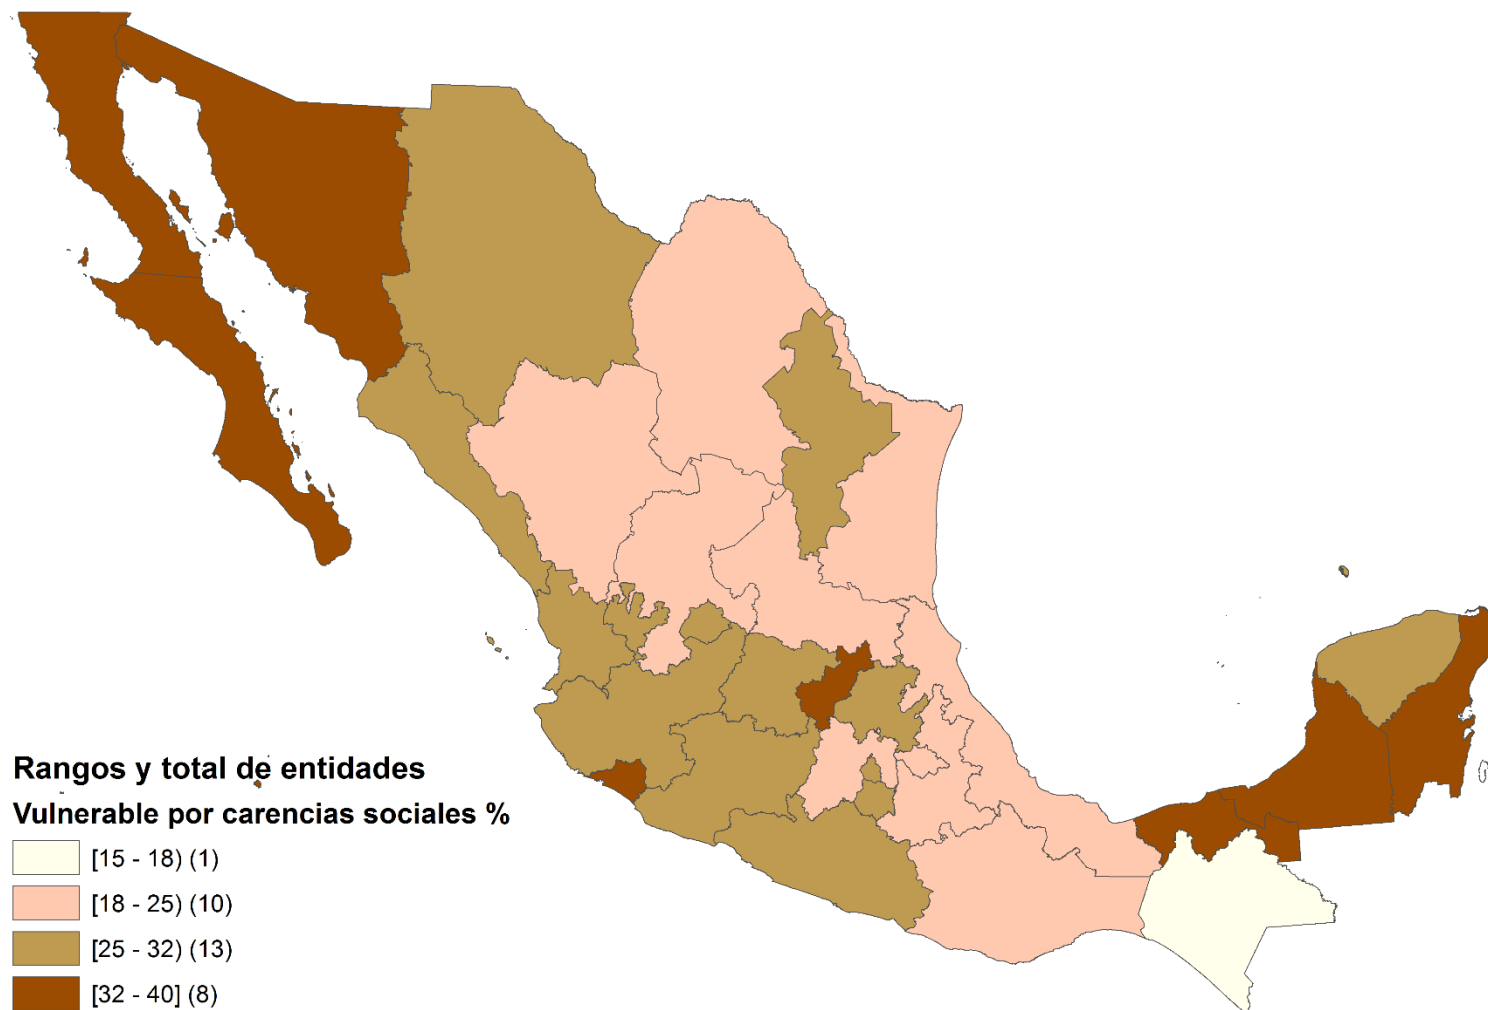 Rangos y total de entidades
Vulnerable por carencias sociales %
[15 - 18) (1)
[18 - 25) (10)
[25 - 32) (13)
[32 - 40] (8)